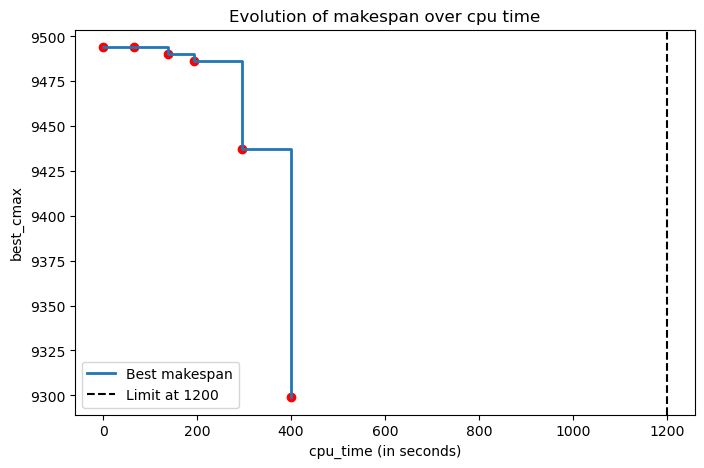 Evolution of makespan over cpu time
best_cmax
9500
9475
9450
9425
9400
9375
9350
9325
9300
Best makespan
Limit at 1200
0 200 400 600 800 1000 1200
cpu_time (in seconds)